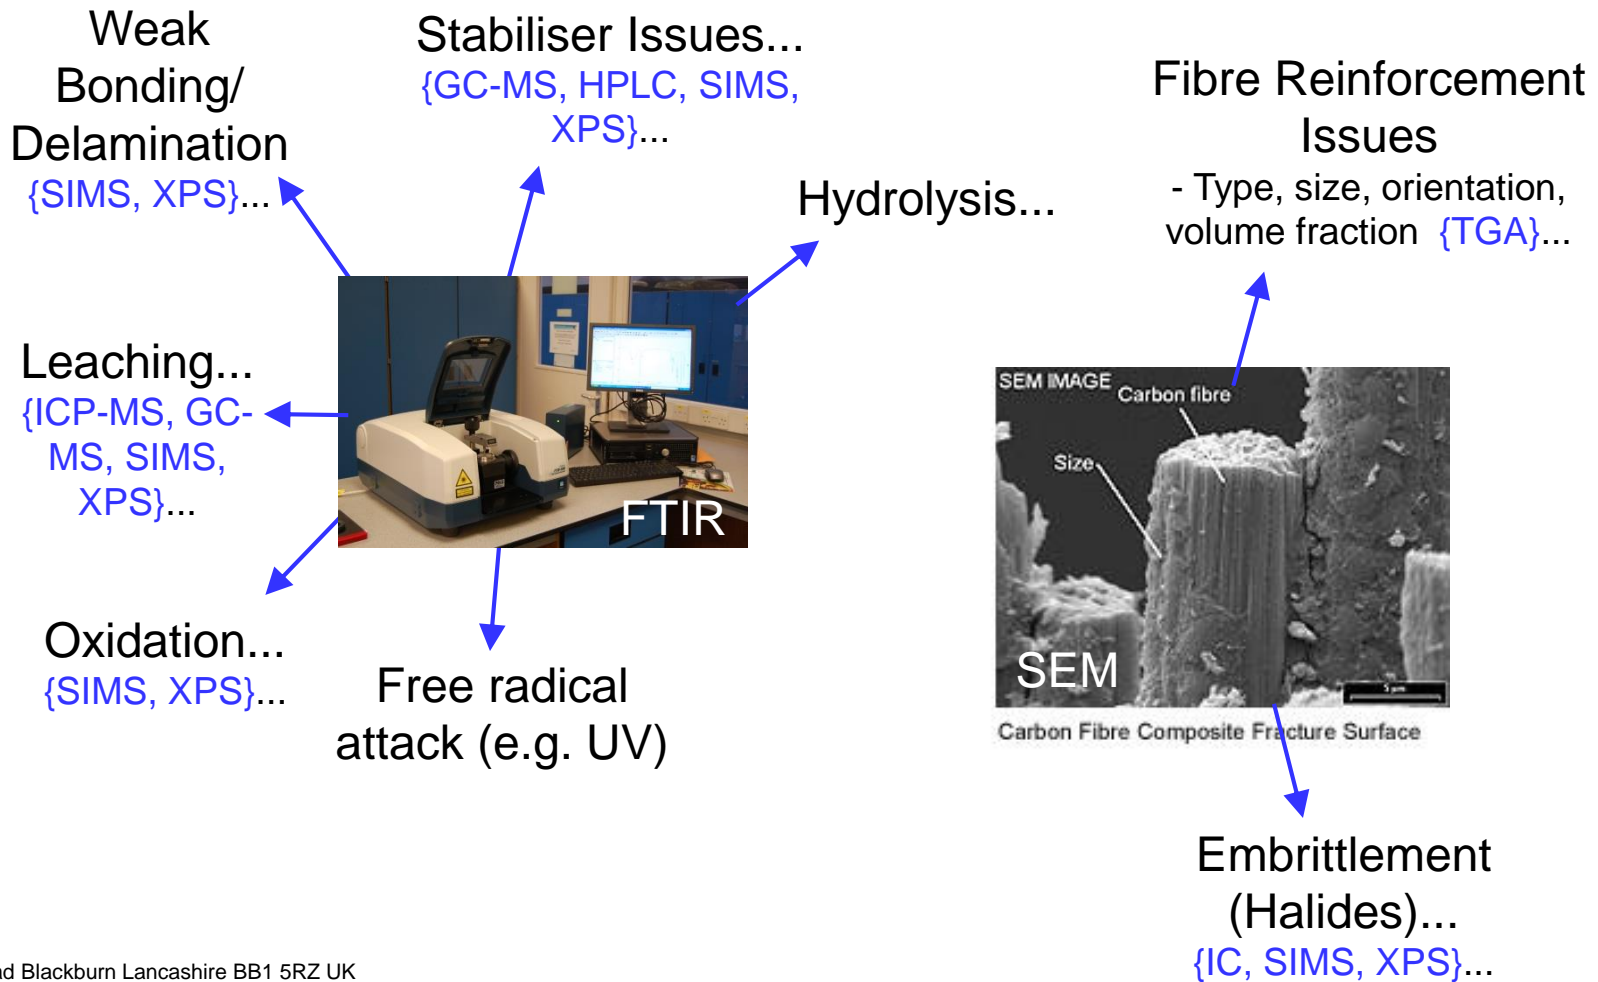 Weak
Bonding/
Delamination
{SIMS, XPS}...
Stabiliser Issues...
{GC-MS, HPLC, SIMS,
XPS}...
Hydrolysis...
Fibre Reinforcement
Issues
- Type, size, orientation,
volume fraction {TGA}...
Leaching...
{ICP-MS, GC-
MS, SIMS,
XPS}...
FTIR
SEM IMAGE
Carbon fibre
Size
SEM
5 µm
Carbon Fibre Composite Fracture Surface
Oxidation...
{SIMS, XPS}...
Free radical
attack (e.g. UV)
Embrittlement
(Halides)...
{IC, SIMS, XPS}...
ad Blackburn Lancashire BB1 5RZ UK